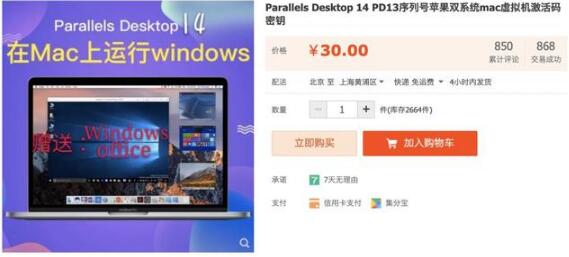 Parallels Desktop 14
在Mac上运行windows
赠送：Windows
office
Parallels Desktop 14 PD13序列号苹果双系统mac虚拟机激活码
密钥
价格
¥30.00
850
累计评论
868
交易成功
配送
北京 至 上海黄浦区 快递 免运费 4小时内发货
数量
1
件(库存2664件)
立即购买
加入购物车
承诺
7天无理由
支付
信用卡支付
集分宝